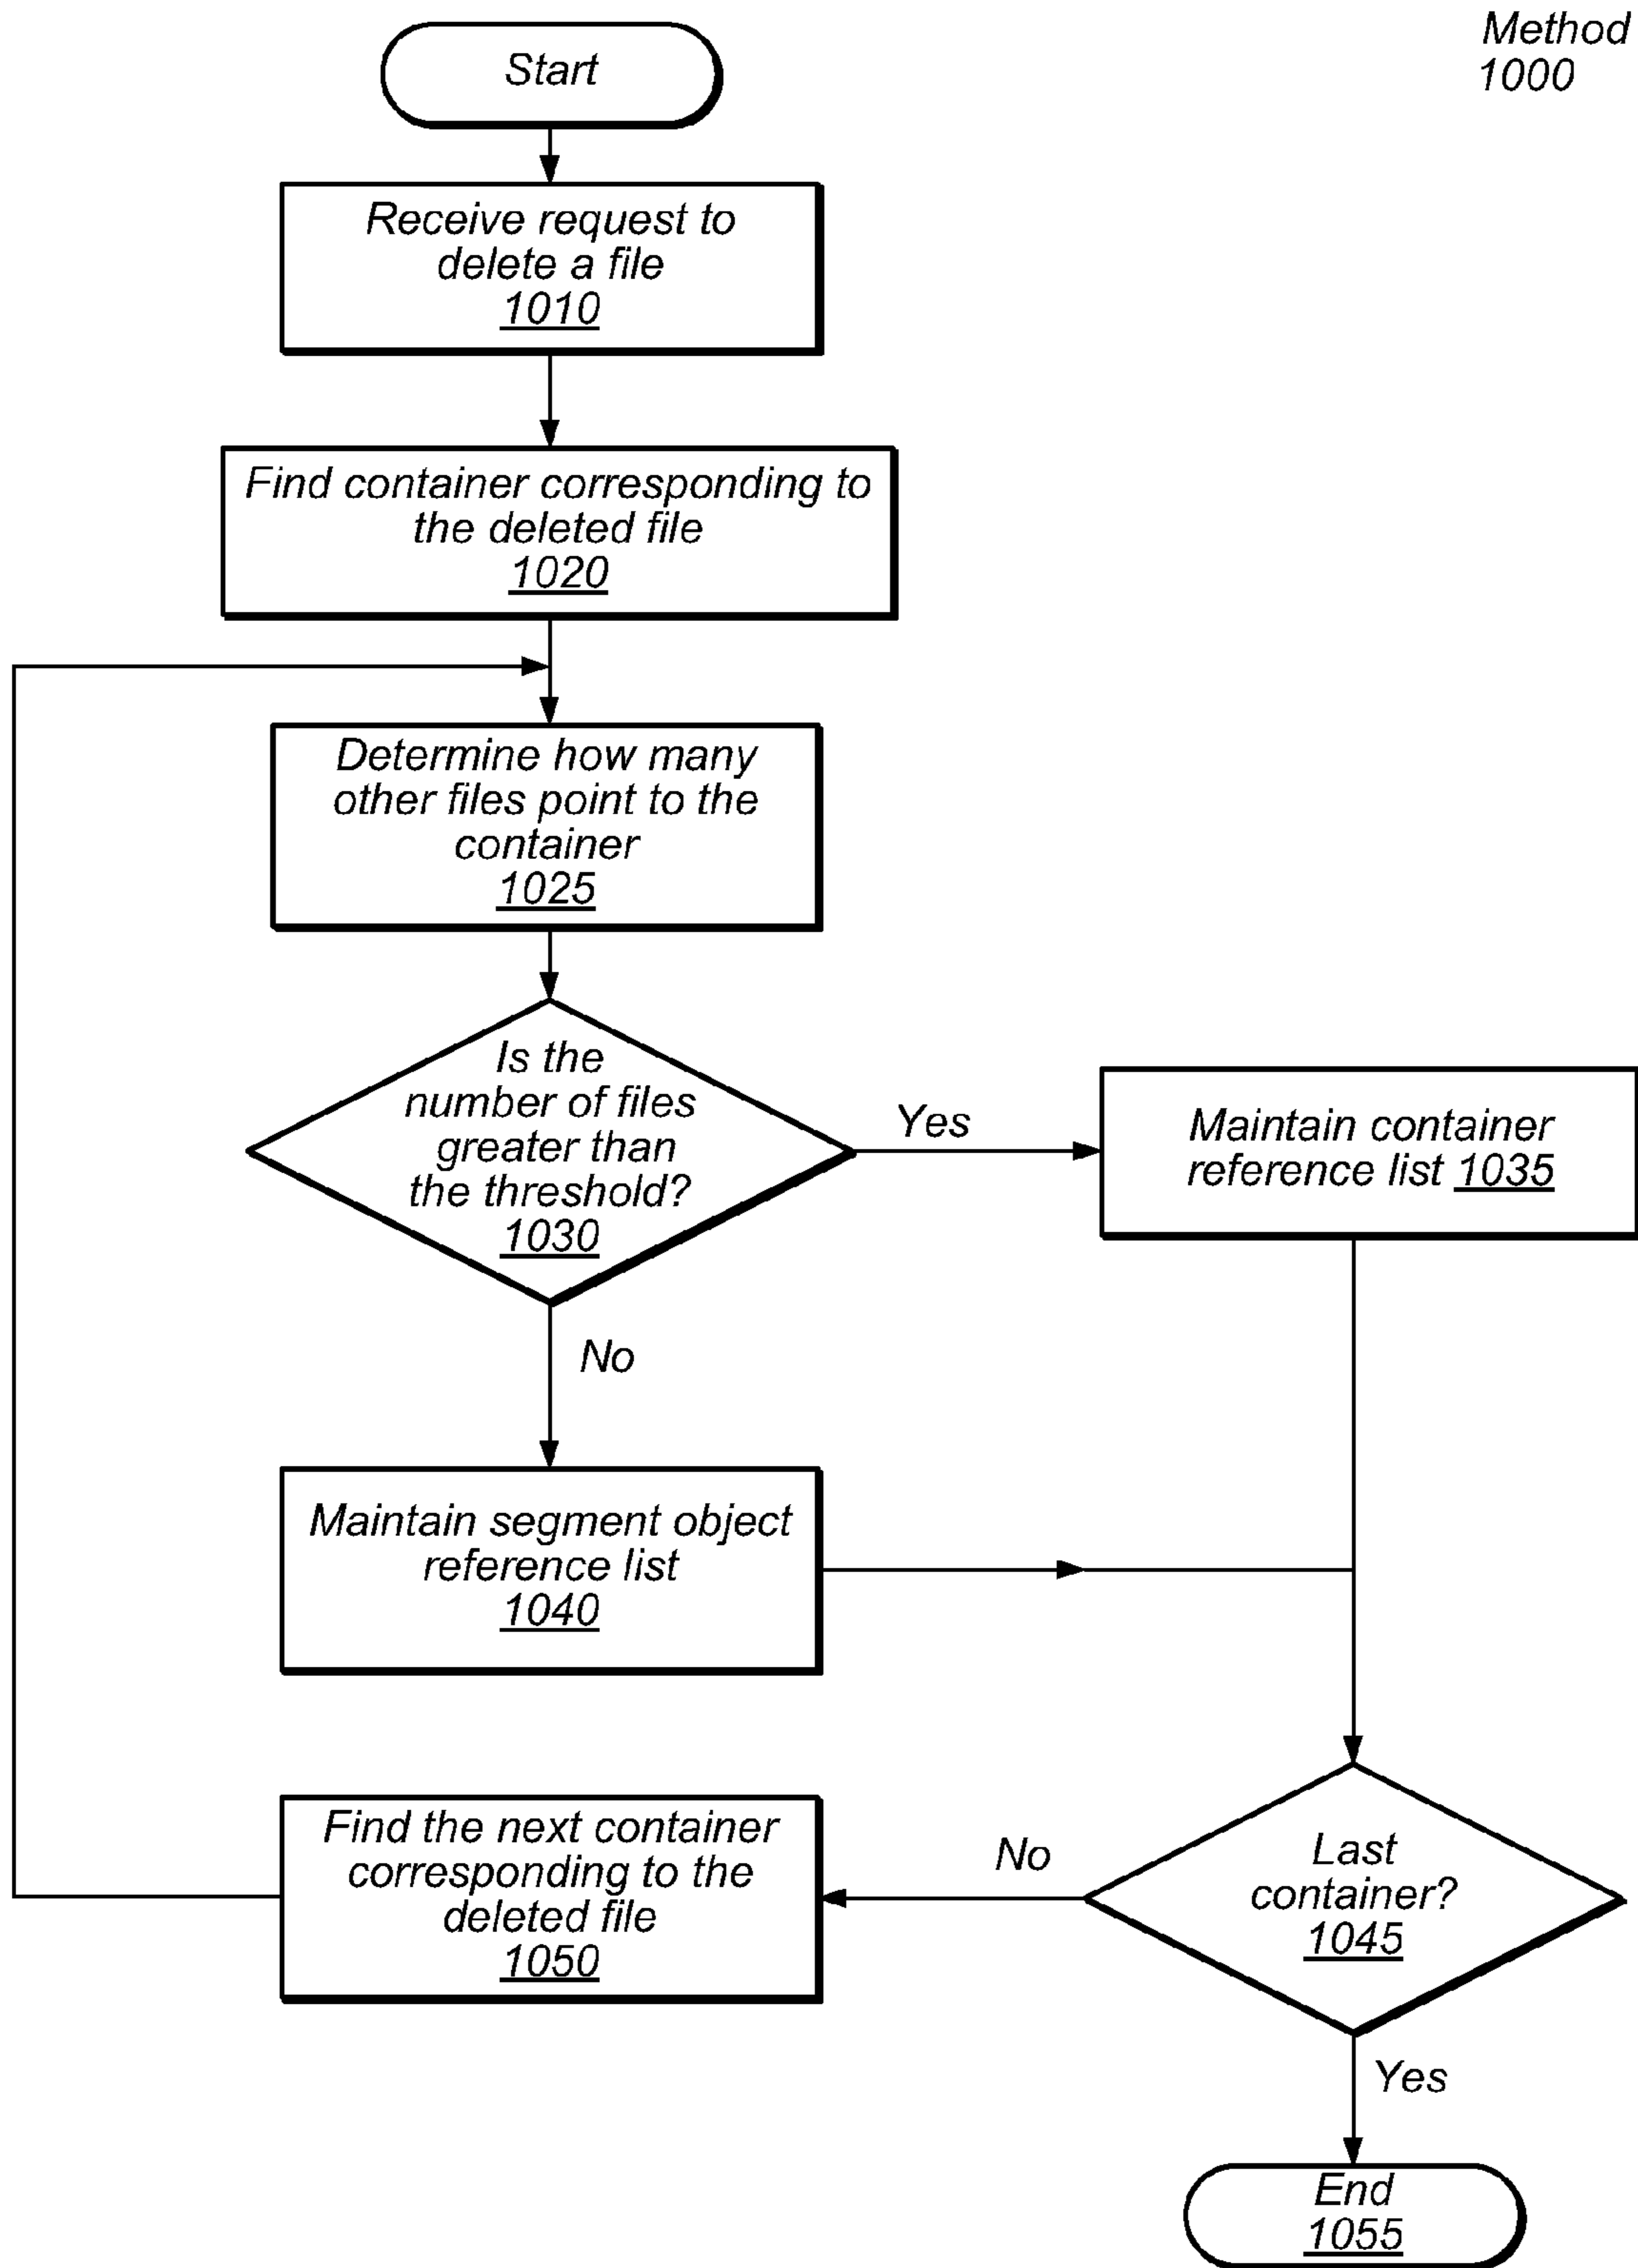 Method
1000
Start
Receive request to
delete a file
1010
Find container corresponding to
the deleted file
1020
Determine how many
other files point to the
container
1025
Is the
number of files
greater than
the threshold?
1030
Yes
Maintain container
reference list 1035
No
Maintain segment object
reference list
1040
Find the next container
corresponding to the
deleted file
1050
No
Last
container?
1045
Yes
End
1055